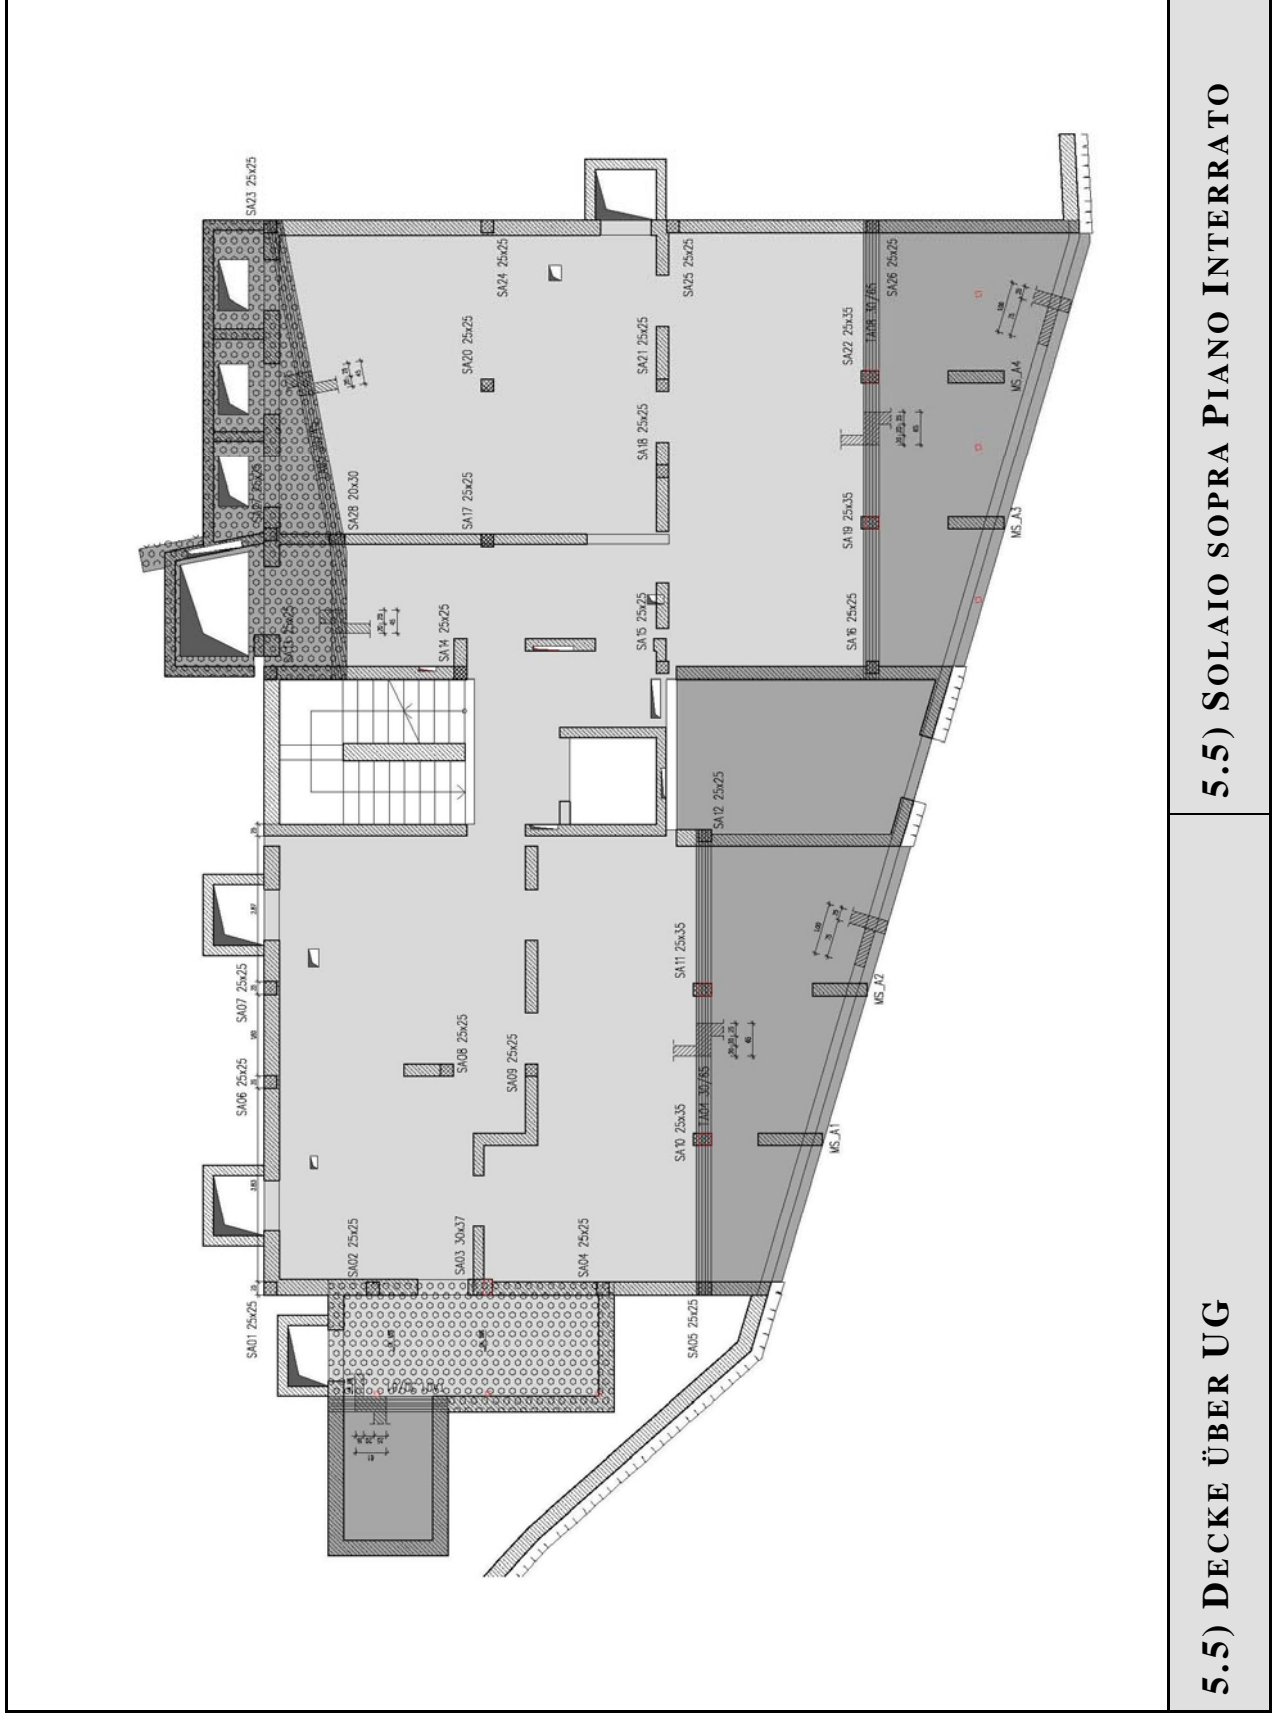 5.5) DECKE ÜBER UG
5.5) SOLAIO SOPRA PIANO INTERRATO
SA01 25x25
SA02 25x25
SA03 30x37
SA04 25x25
SA05 25x25
SA06 25x25
SA07 25x25
SA08 25x25
SA09 25x25
SA10 25x35
TA04 30/65
SA11 25x35
SA12 25x25
MS_A1
MS_A2
SA14 25x25
SA15 25x25
SA16 25x25
SA17 25x25
SA18 25x25
SA19 25x35
SA20 25x25
SA21 25x25
SA22 25x35
TA08 30/65
SA23 25x25
SA24 25x25
SA25 25x25
SA26 25x25
SA28 20x30
MS_A3
MS_A4